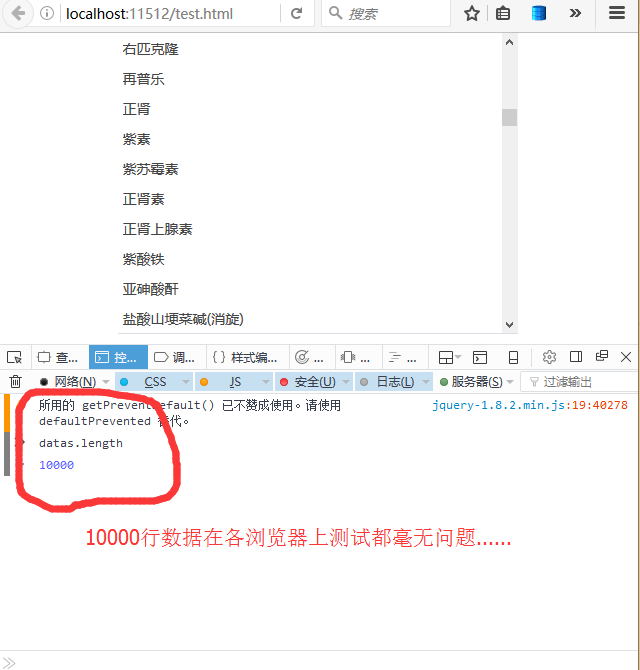 localhost:11512/test.html
搜索
右匹克隆
再普乐
正肾
紫素
紫苏霉素
正肾素
正肾上腺素
紫酸铁
亚砷酸酐
盐酸山埂菜碱(消旋)
查...
控...
调...
样式编...
...
...
...
网络(N)
CSS
JS
安全(U)
日志(L)
服务器(S)
过滤输出
所用的 getPreventDefault() 已不赞成使用。请使用 defaultPrevented 替代。
jquery-1.8.2.min.js:19:40278
datas.length
10000
10000行数据在各浏览器上测试都毫无问题......